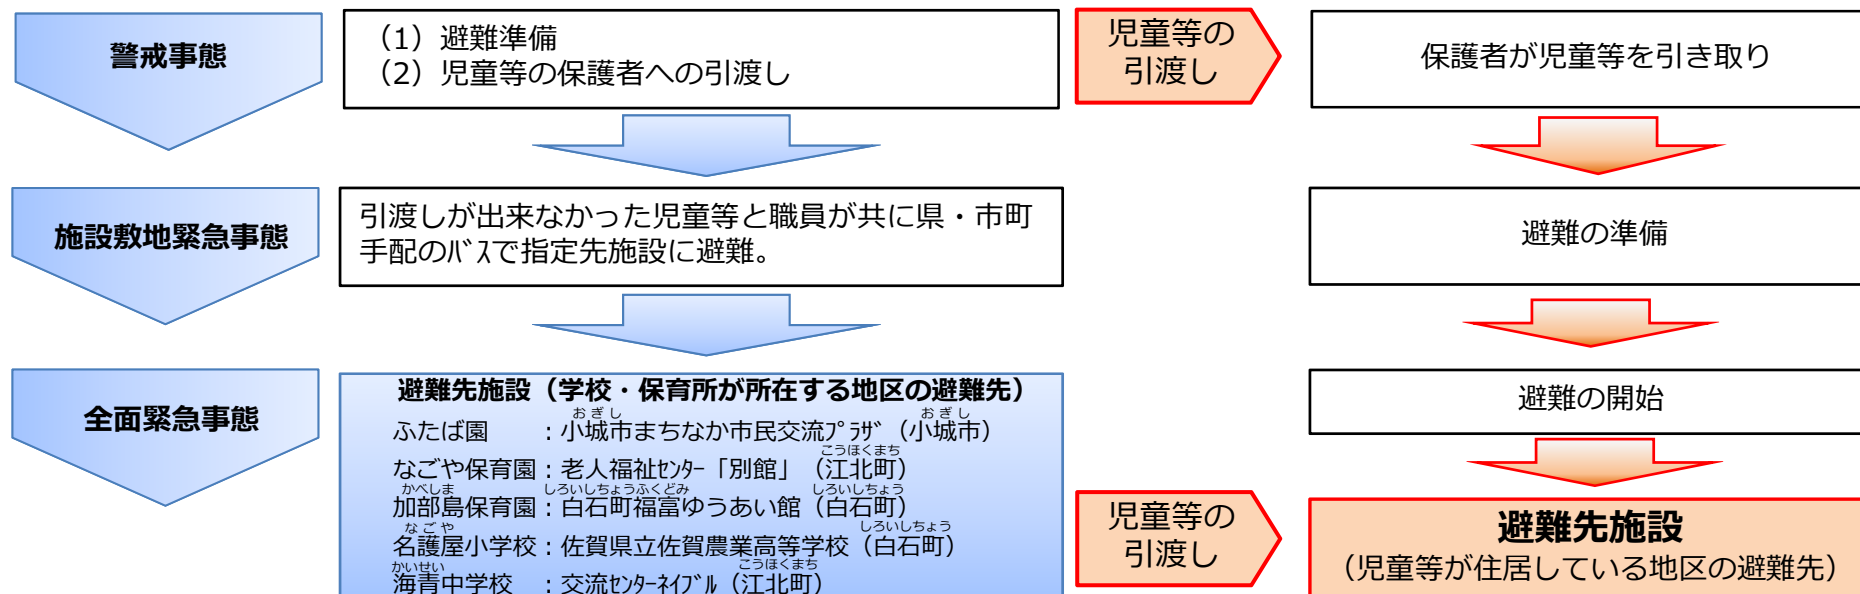 警戒事態
（1）避難準備
（2）児童等の保護者への引渡し
児童等の
引渡し
保護者が児童等を引き取り
施設敷地緊急事態
引渡しが出来なかった児童等と職員が共に県・市町
手配のﾊﾞｽで指定先施設に避難。
避難の準備
全面緊急事態
避難先施設（学校・保育所が所在する地区の避難先）
おぎし おぎし
ふたば園　　：小城市まちなか市民交流ﾌﾟﾗｻﾞ（小城市）
こうほくまち
なごや保育園：老人福祉ｾﾝﾀｰ「別館」（江北町）
かべしま しろいしちょうふくどみ しろいしちょう
加部島保育園：白石町福富ゆうあい館（白石町）
なごや しろいしちょう
名護屋小学校：佐賀県立佐賀農業高等学校（白石町）
かいせい こうほくまち
海青中学校　：交流ｾﾝﾀｰﾈｲﾌﾞﾙ（江北町）
避難の開始
児童等の
引渡し
避難先施設
（児童等が住居している地区の避難先）